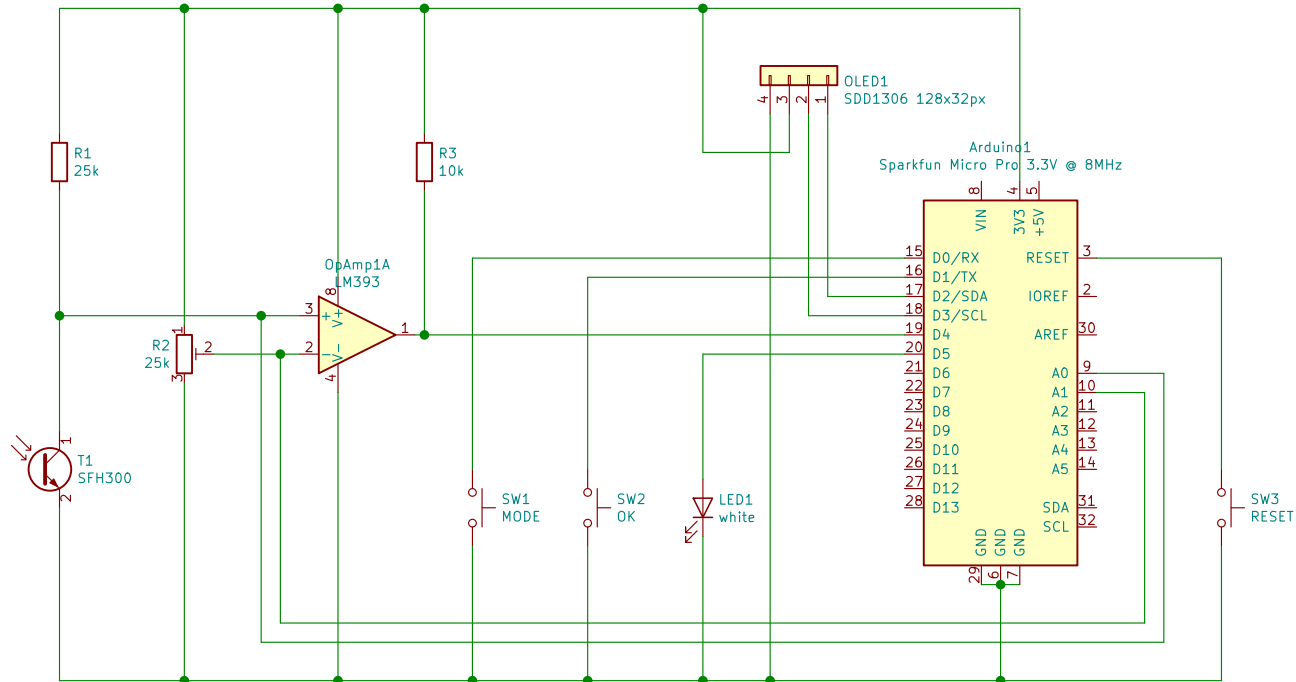 OLED1
SDD1306 128x32px
4
3
2
1
R1
25k
R3
10k
Arduino1
Sparkfun Micro Pro 3.3V @ 8MHz
8
4
5
VIN
3V3
+5V
15
D0/RX
RESET
3
16
D1/TX
17
D2/SDA
IOREF
2
18
D3/SCL
19
D4
AREF
30
20
D5
21
D6
A0
9
22
D7
A1
10
23
D8
A2
11
24
D9
A3
12
25
D10
A4
13
26
D11
A5
14
27
D12
28
D13
SDA
31
SCL
32
GND
GND
GND
29
6
7
OpAmp1A
LM393
8
3
+
V+
1
2
-
V-
4
1
R2
25k
2
3
1
T1
SFH300
2
SW1
MODE
SW2
OK
LED1
white
SW3
RESET